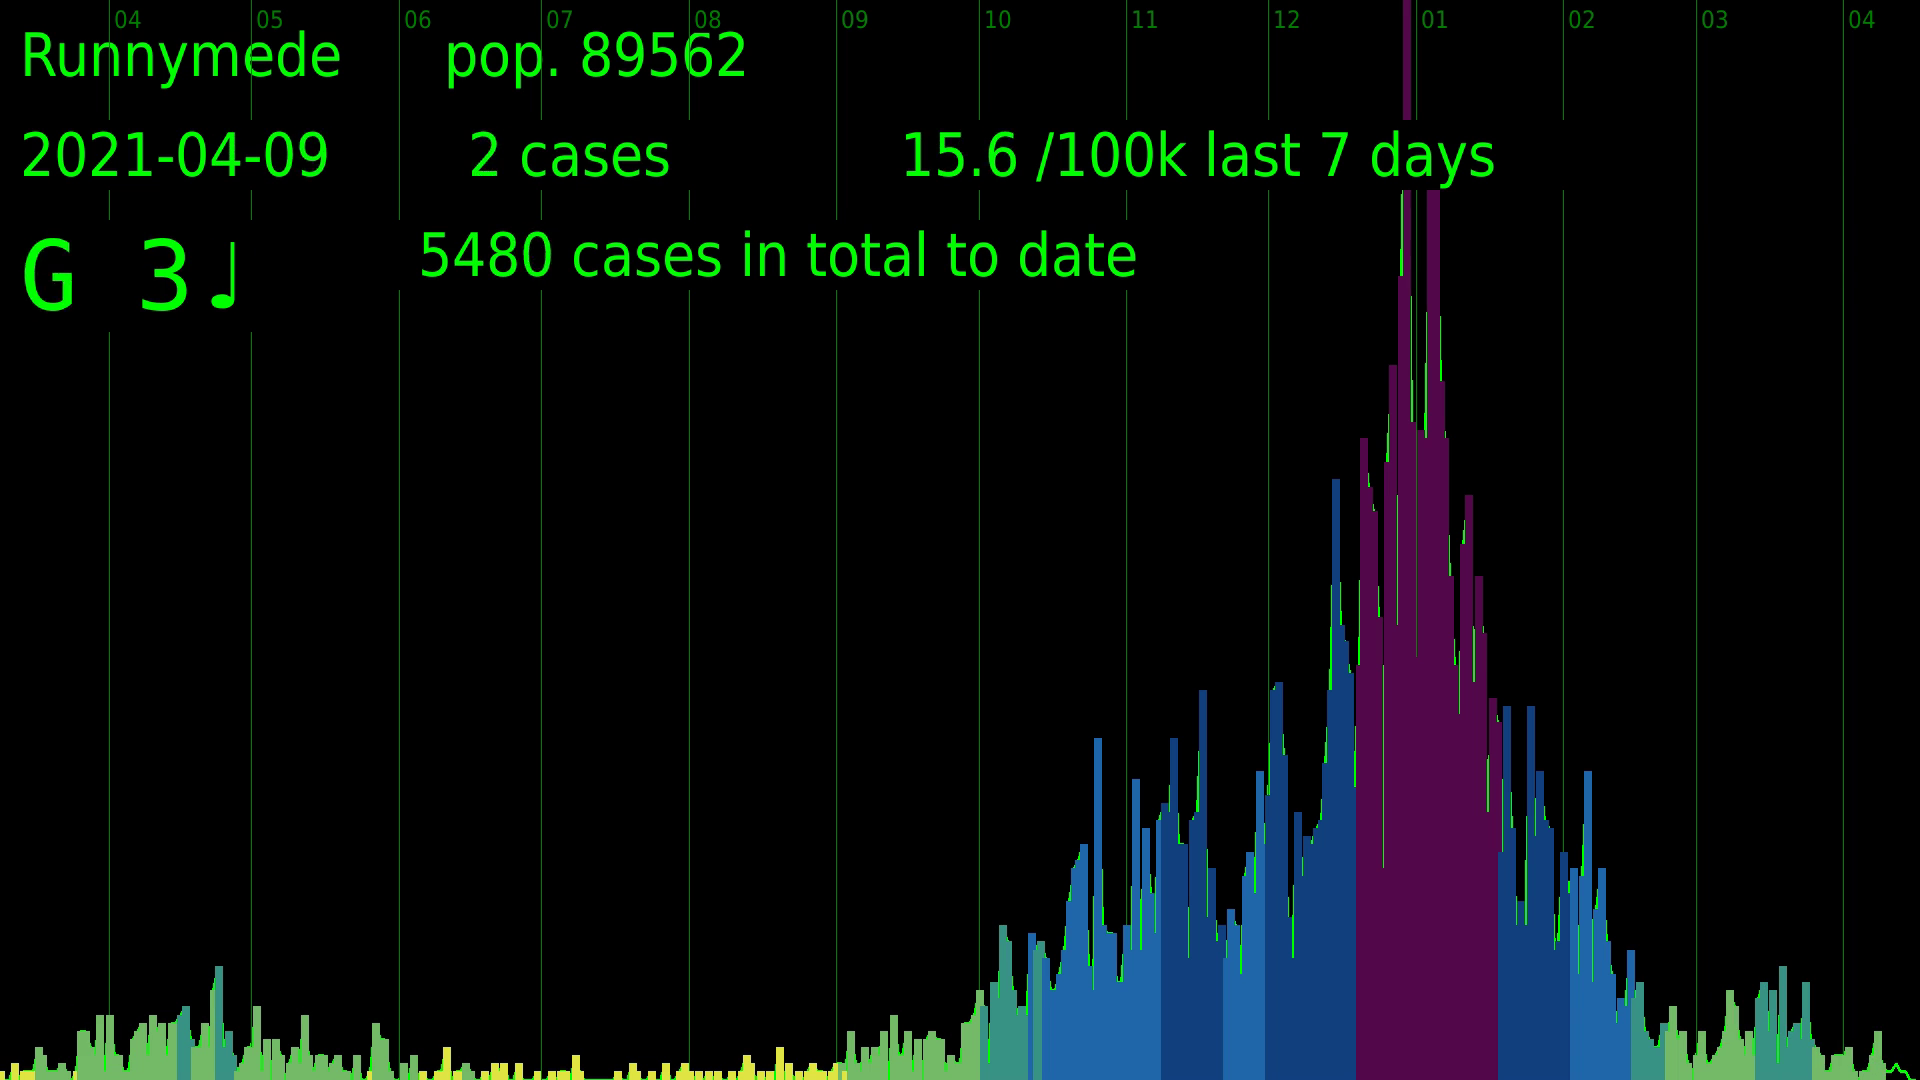 04 05 06 07 08 09 10 11 12 01 02 03 04
Runnymede pop. 89562
2021-04-09 2 cases 15.6 /100k last 7 days
G 3♩ 5480 cases in total to date